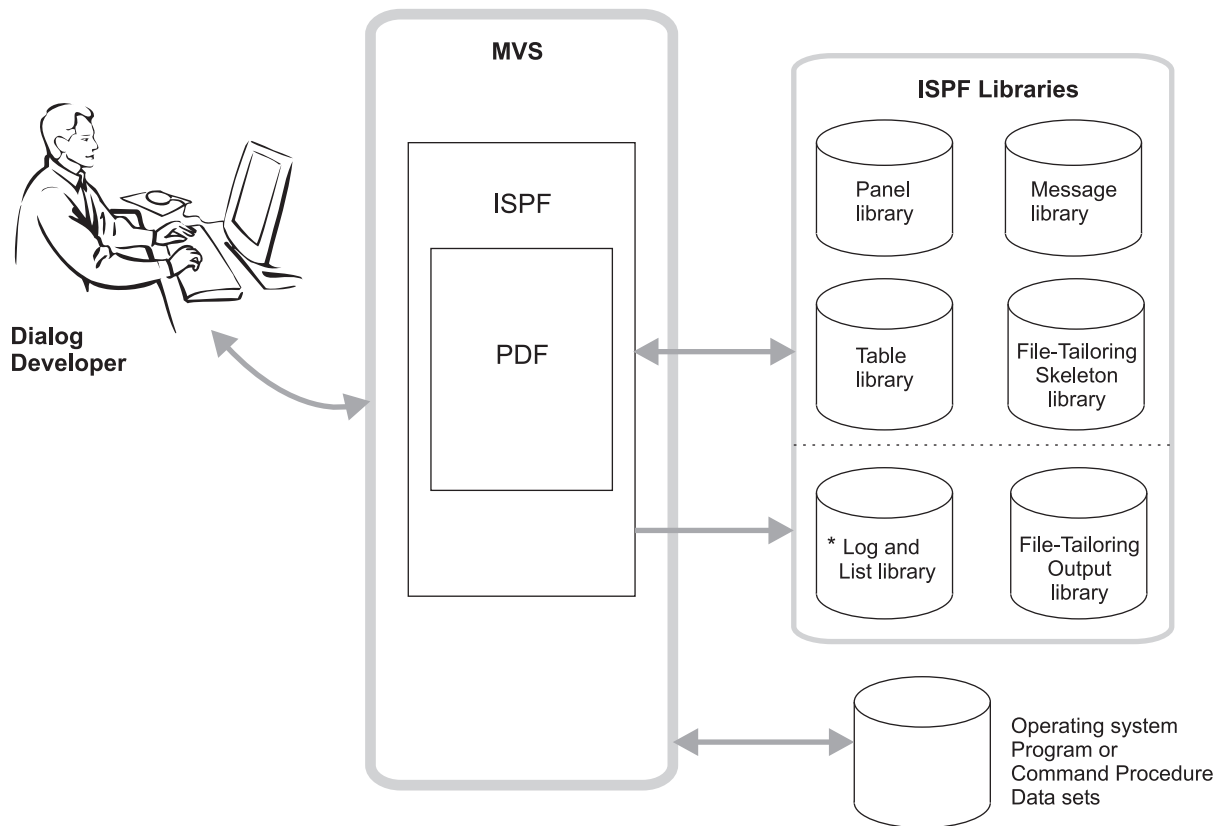 MVS
ISPF
PDF
Dialog
Developer
ISPF Libraries
Panel
library
Message
library
Table
library
File-Tailoring
Skeleton
library
* Log and
List library
File-Tailoring
Output
library
Operating system
Program or
Command Procedure
Data sets